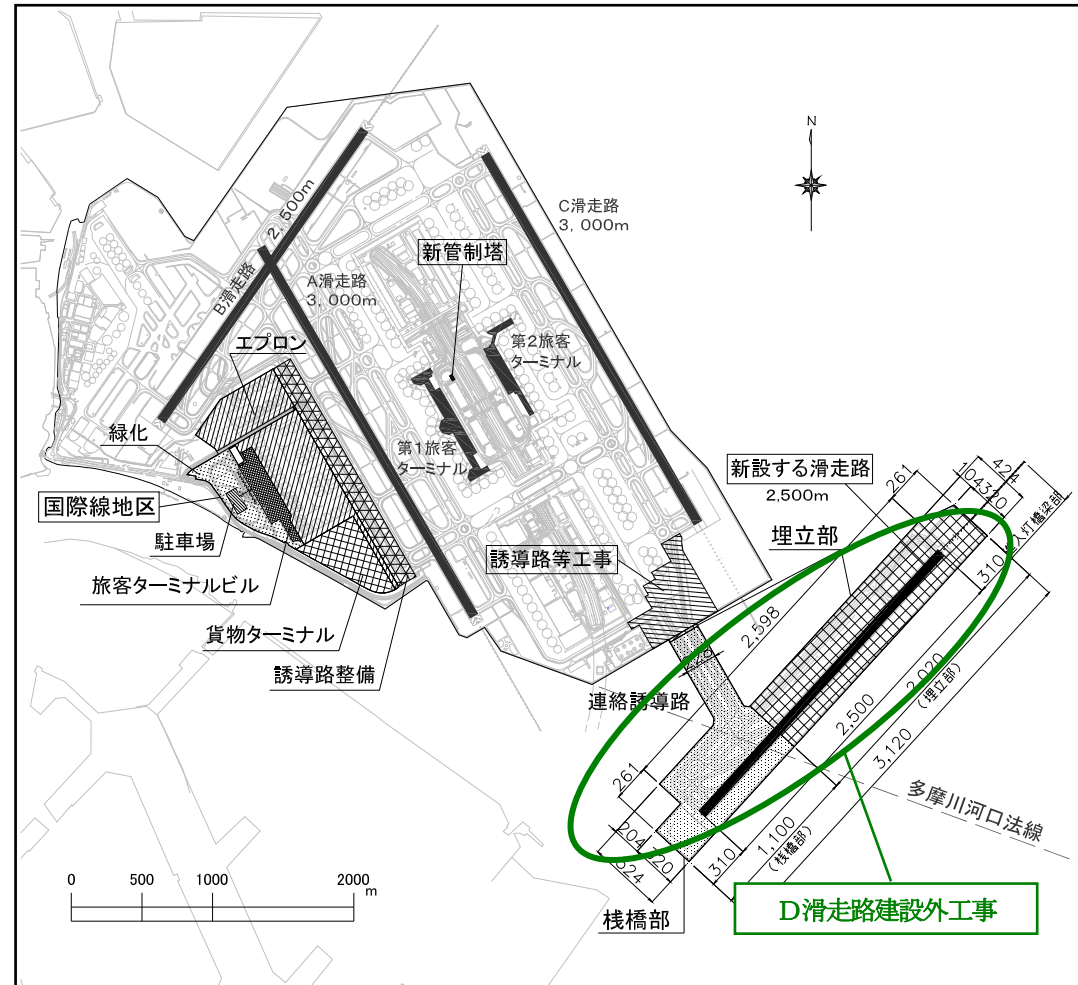 N
C滑走路
3,000m
2,500m
B滑走路
新管制塔
A滑走路
3,000m
エプロン
第2旅客
ターミナル
緑化
第1旅客
ターミナル
国際線地区
駐車場
旅客ターミナルビル
貨物ターミナル
誘導路整備
誘導路等工事
新設する滑走路
2,500m
埋立部
261
424
104
320
310
2,598
連絡誘導路
2,020
(埋立部)
2,500
3,120
261
204
320
524
310
1,100
(桟橋部)
多摩川河口法線
桟橋部
D滑走路建設外工事
0 500 1000 2000
m